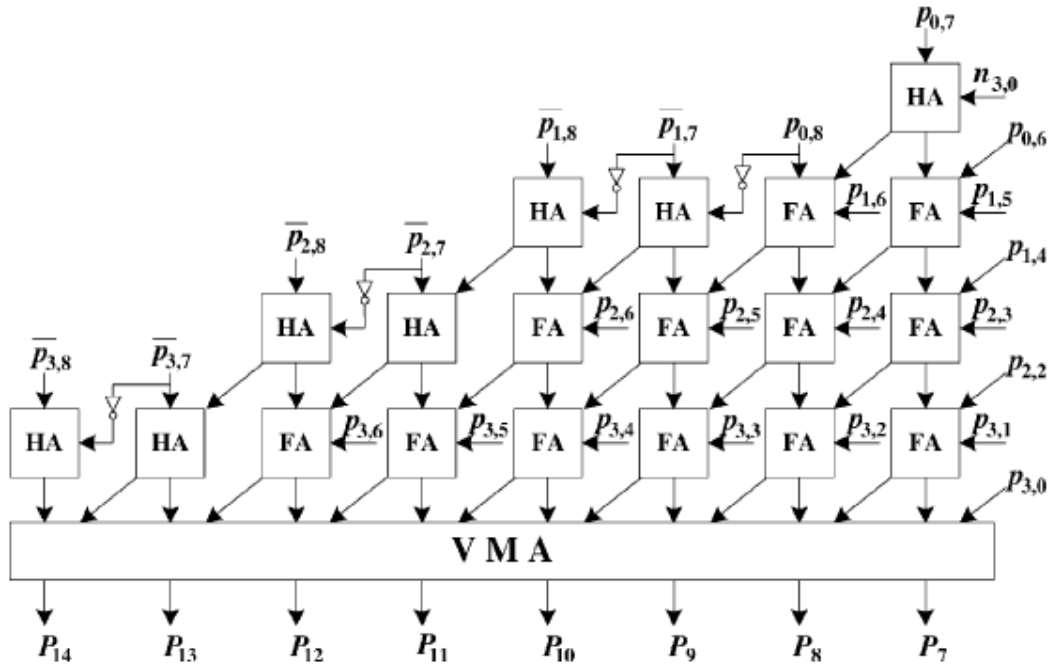 p0,7
HA n3,0
p̅1,8 p̅1,7 p0,8 p0,6
HA HA FA p1,6 FA p1,5
p̅2,8 p̅2,7 p1,4
HA HA FA p2,6 FA p2,5 FA p2,4 FA p2,3
p̅3,8 p̅3,7 p2,2
HA HA FA p3,6 FA p3,5 FA p3,4 FA p3,3 FA p3,2 FA p3,1
p3,0
V M A
P14 P13 P12 P11 P10 P9 P8 P7